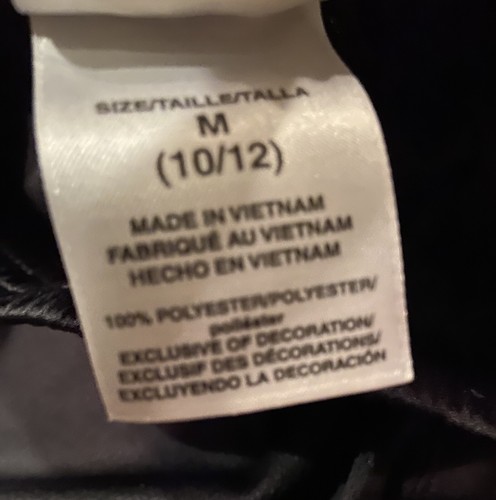 SIZE/TAILLE/TALLA
M
(10/12)
MADE IN VIETNAM
FABRIQUÉ AU VIETNAM
HECHO EN VIETNAM
100% POLYESTER/POLYESTER/
poliéster
EXCLUSIVE OF DECORATION/
EXCLUSIF DES DÉCORATIONS/
EXCLUYENDO LA DECORACIÓN